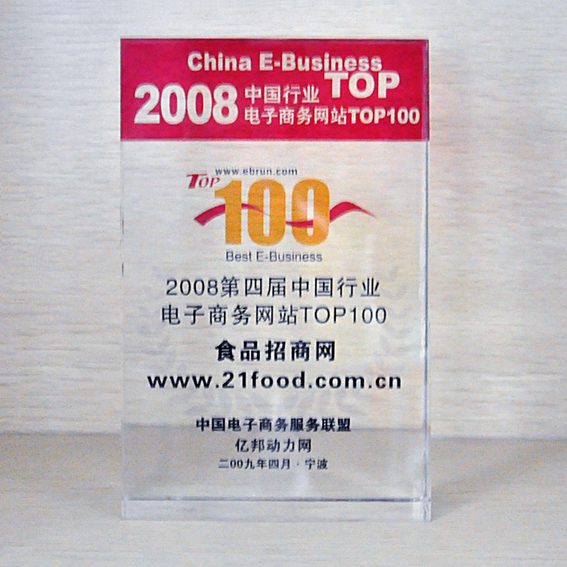 China E-Business
TOP
2008 中国行业
电子商务网站TOP100
www.ebrun.com
TOP
100
Best E-Business
2008第四届中国行业
电子商务网站TOP100
食品招商网
www.21food.com.cn
中国电子商务服务联盟
亿邦动力网
二00九年四月·宁波